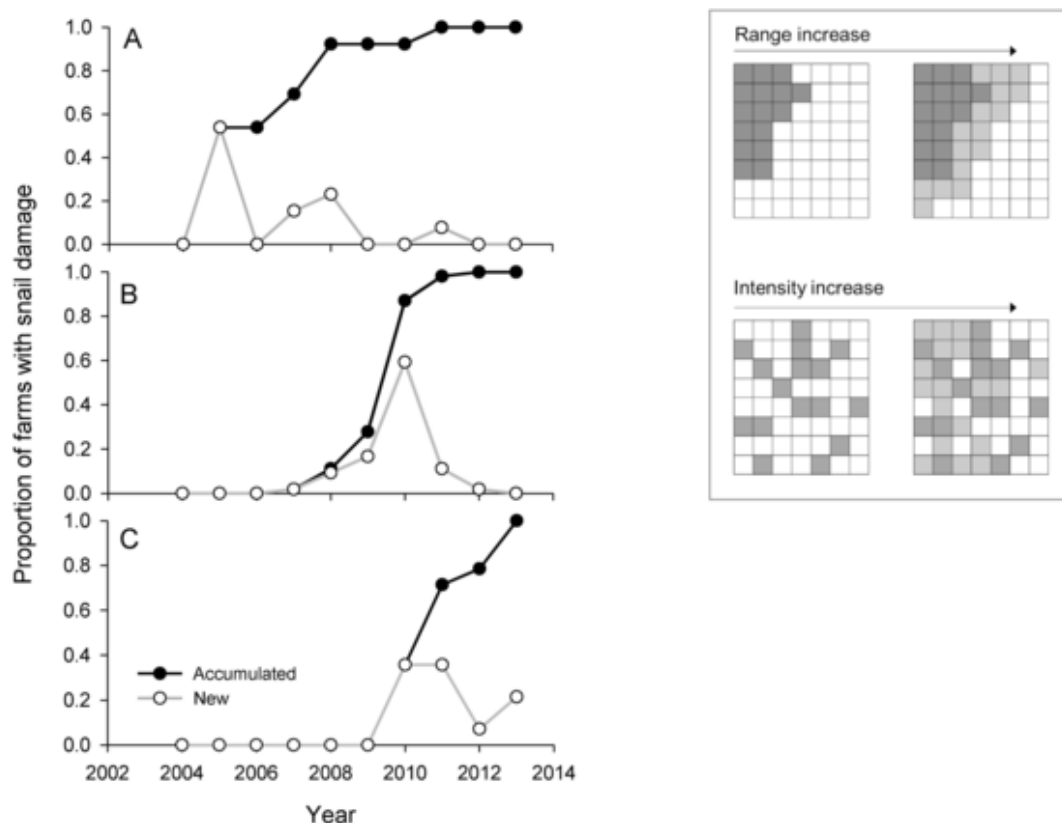 A
1.0
0.8
0.6
0.4
0.2
0.0
B
1.0
0.8
0.6
0.4
0.2
0.0
C
1.0
0.8
0.6
0.4
0.2
0.0
Accumulated
New
2002 2004 2006 2008 2010 2012 2014
Year
Proportion of farms with snail damage
Range increase
Intensity increase